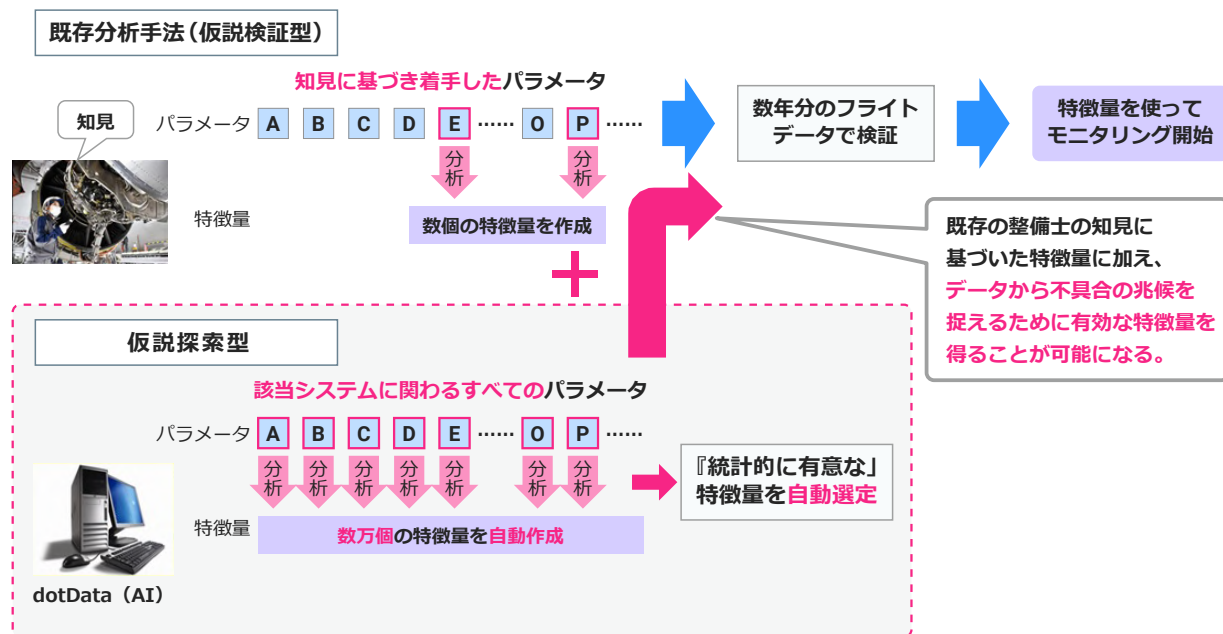 既存分析手法（仮説検証型）
知見に基づき着手したパラメータ
知見
パラメータ A B C D E …… O P ……
分析 分析
特徴量
数個の特徴量を作成
数年分のフライト
データで検証
特徴量を使って
モニタリング開始
既存の整備士の知見に
基づいた特徴量に加え、
データから不具合の兆候を
捉えるために有効な特徴量を
得ることが可能になる。
仮説探索型
該当システムに関わるすべてのパラメータ
パラメータ A B C D E …… O P ……
分析 分析 分析 分析 分析 分析 分析
特徴量
数万個の特徴量を自動作成
『統計的に有意な」
特徴量を自動選定
dotData（AI）